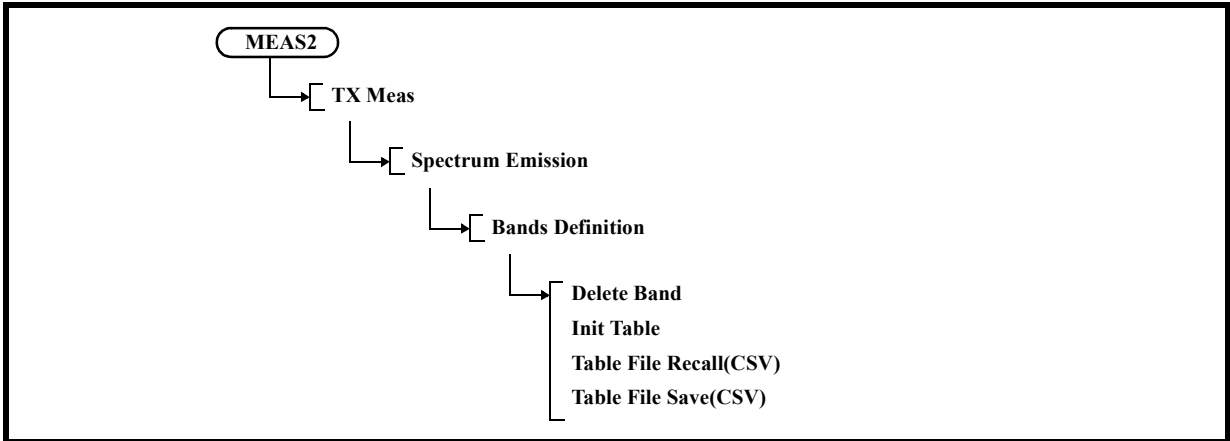 MEAS2
TX Meas
Spectrum Emission
Bands Definition
Delete Band
Init Table
Table File Recall(CSV)
Table File Save(CSV)